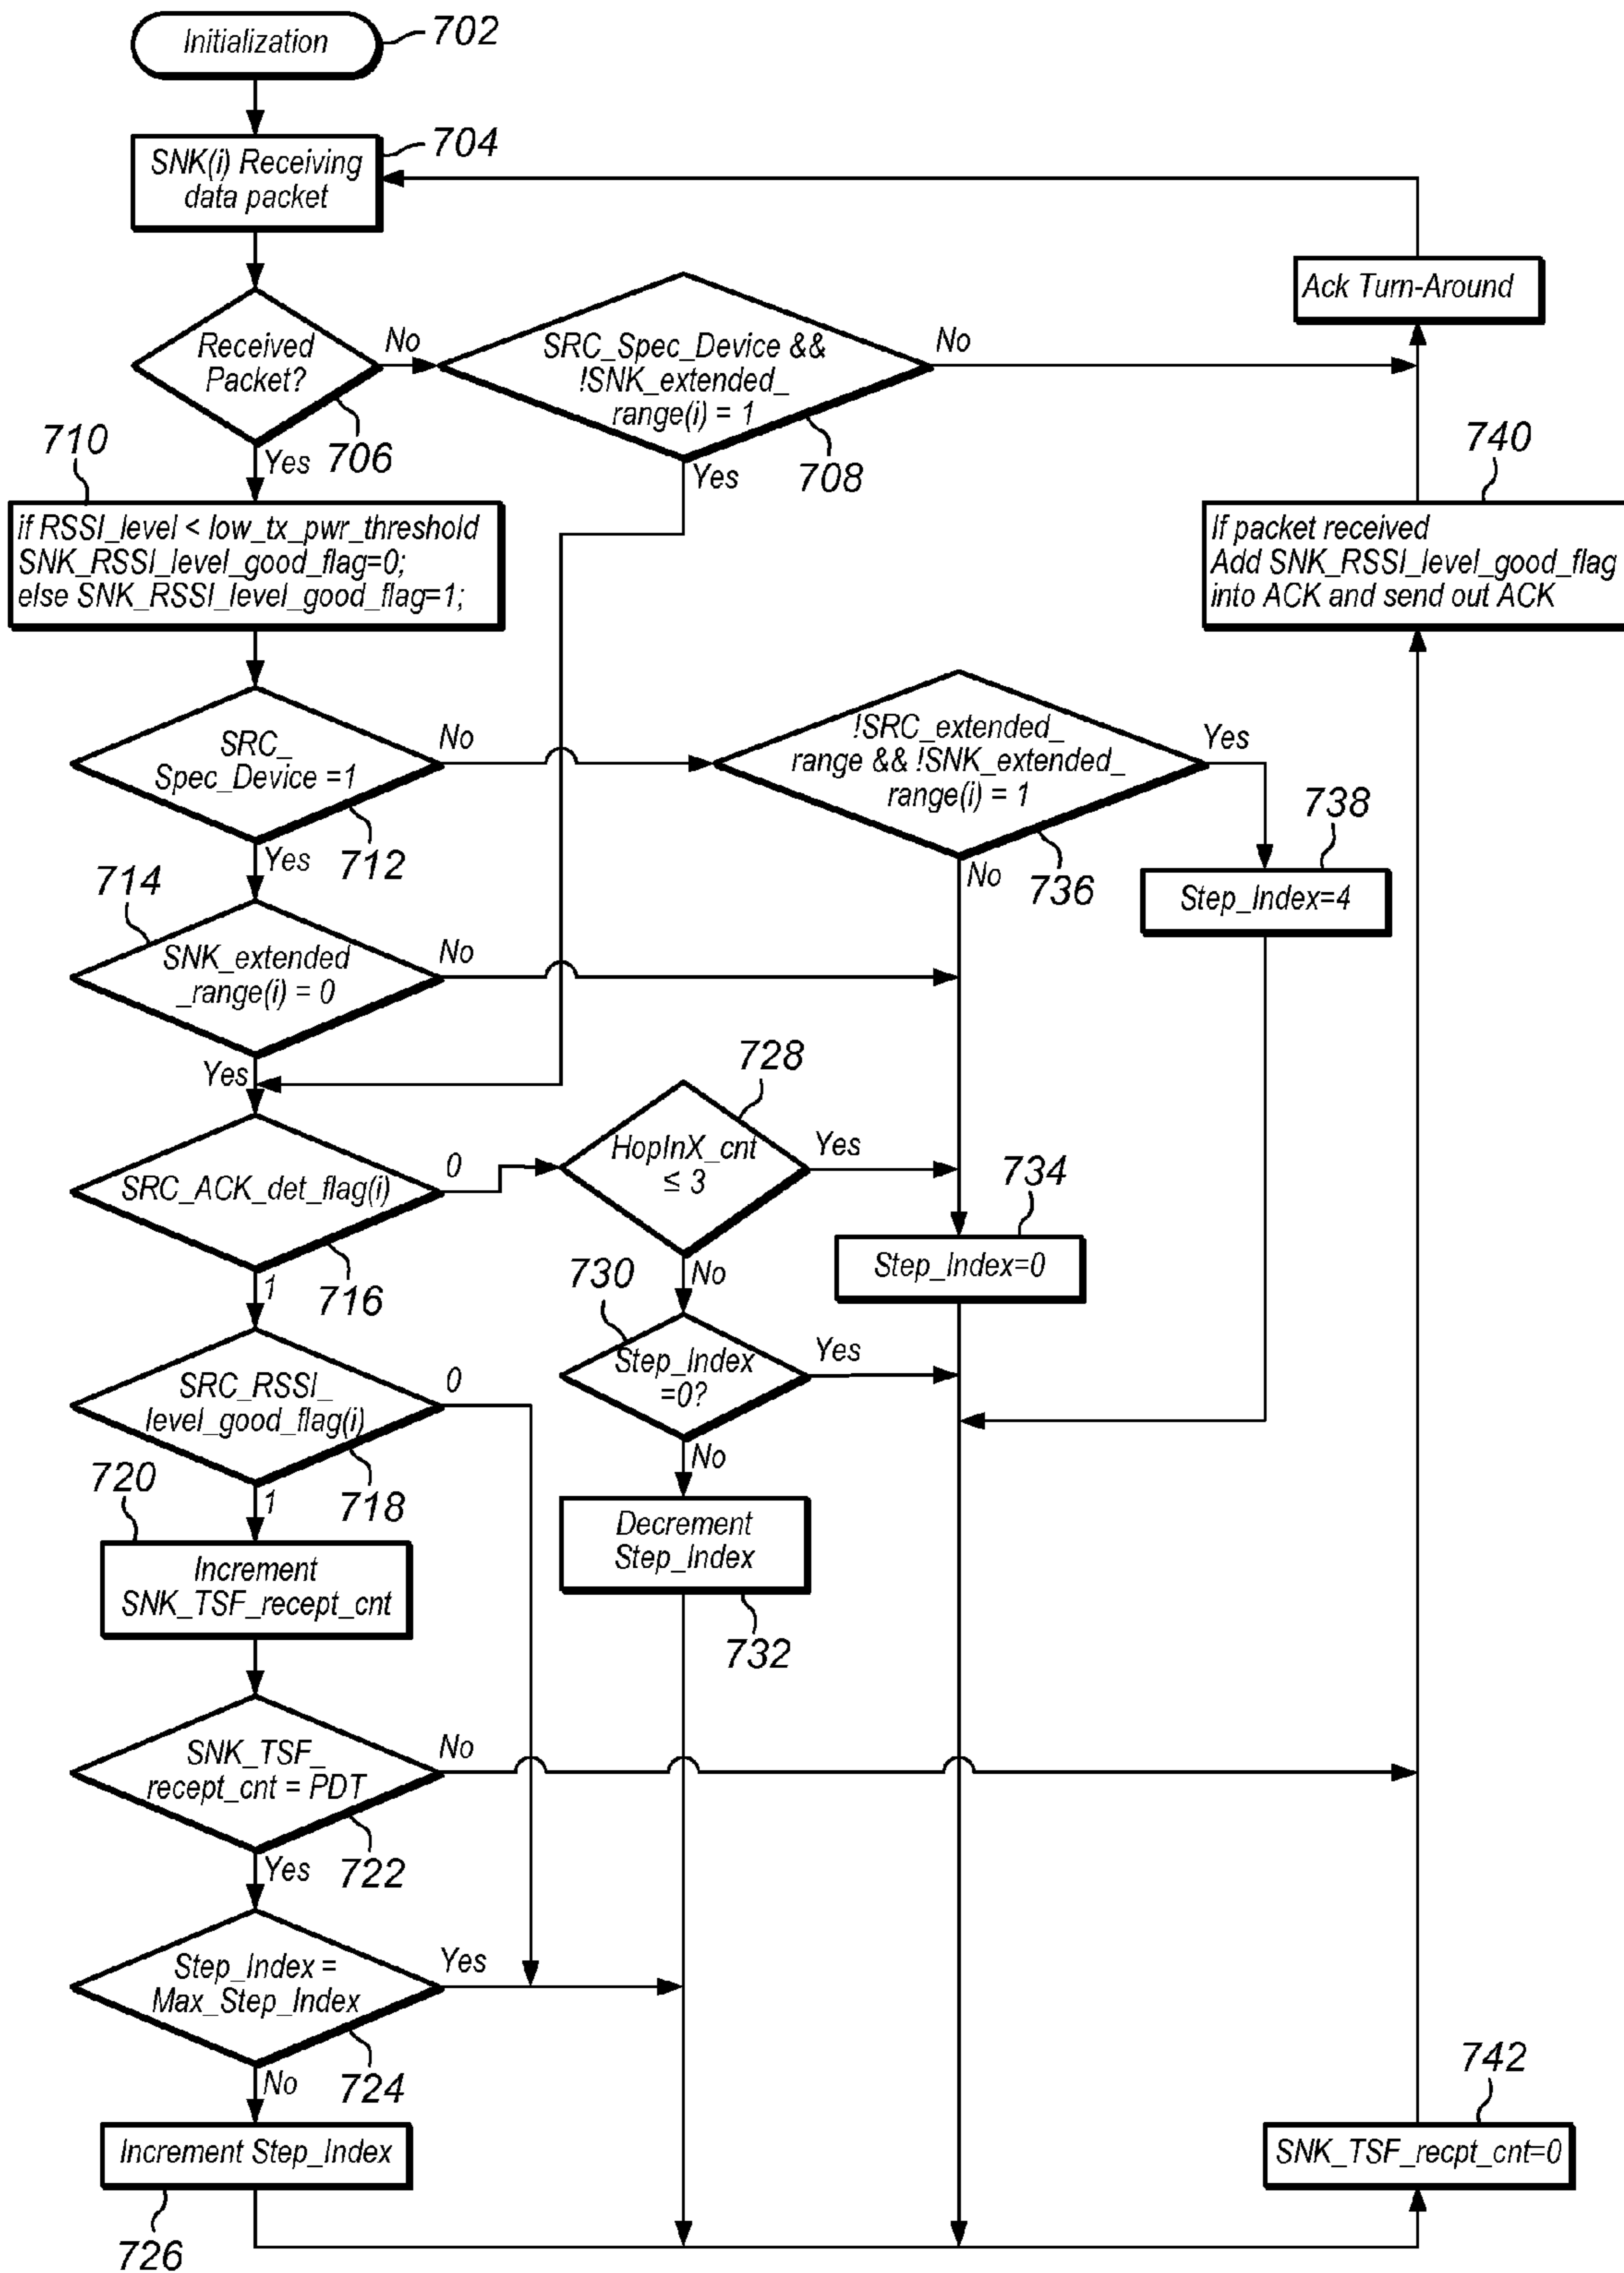 Initialization
702
SNK(i) Receiving
data packet
704
Ack Turn-Around
Received
Packet?
No
Yes
706
SRC_Spec_Device &&
!SNK_extended_
range(i) = 1
No
Yes
708
710
if RSSI_level < low_tx_pwr_threshold
SNK_RSSI_level_good_flag=0;
else SNK_RSSI_level_good_flag=1;
740
If packet received
Add SNK_RSSI_level_good_flag
into ACK and send out ACK
SRC_
Spec_Device =1
No
Yes
712
!SRC_extended_
range && !SNK_extended_
range(i) = 1
Yes
No
736
738
Step_Index=4
714
SNK_extended
_range(i) = 0
No
Yes
SRC_ACK_det_flag(i)
0
1
716
728
HopInX_cnt
≤ 3
Yes
No
734
Step_Index=0
730
Step_Index
=0?
Yes
No
SRC_RSSI_
level_good_flag(i)
0
1
718
720
Increment
SNK_TSF_recept_cnt
Decrement
Step_Index
732
SNK_TSF_
recept_cnt = PDT
No
Yes
722
Step_Index =
Max_Step_Index
Yes
No
724
Increment Step_Index
726
742
SNK_TSF_recpt_cnt=0